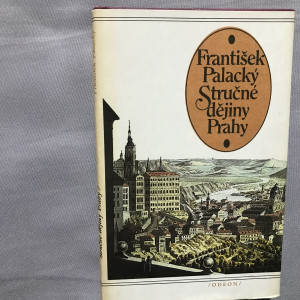 František
Palacký
Stručné
dějiny
Prahy
/ODEON/